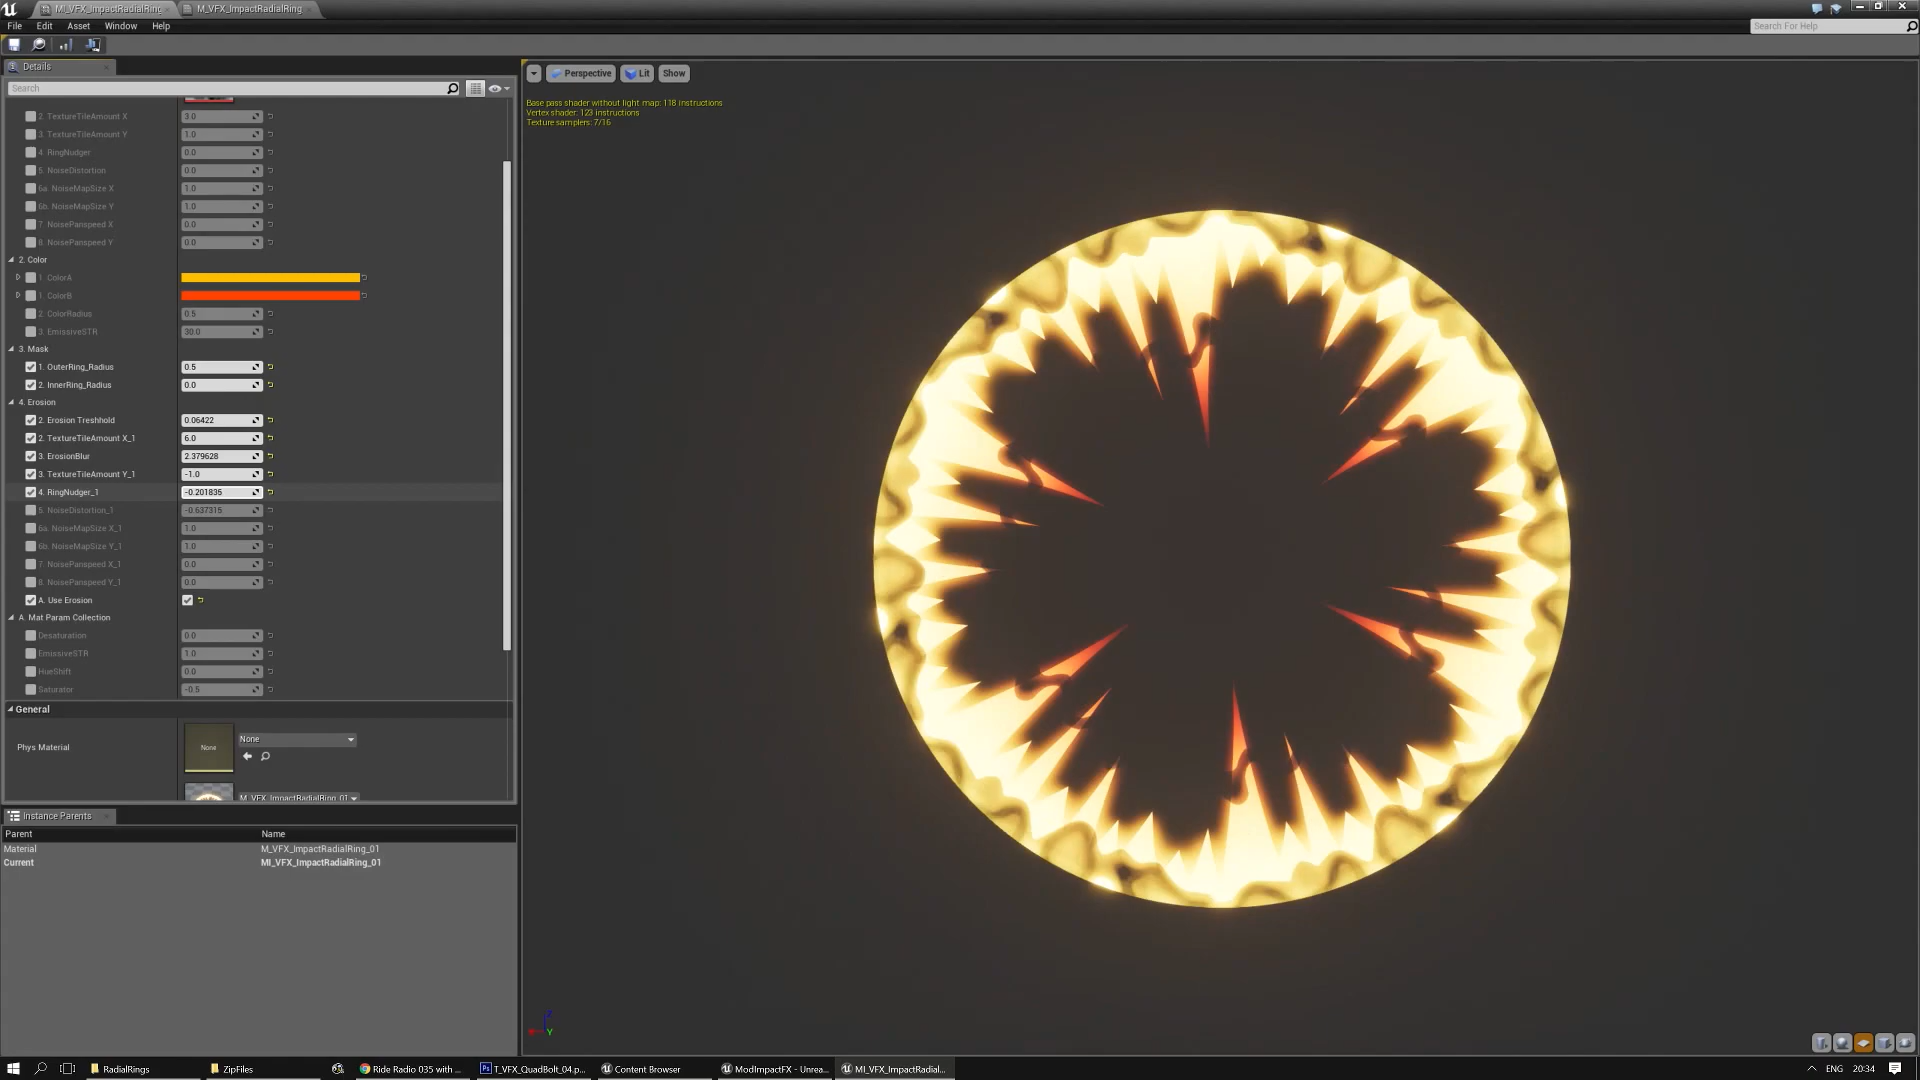 MI_VFX_ImpactRadialRing
M_VFX_ImpactRadialRing
File Edit Asset Window Help
Search For Help
Details
Search
2. TextureTileAmount X 3.0
3. TextureTileAmount Y 1.0
4. RingNudger 0.0
5. NoiseDistortion 0.0
6a. NoiseMapSize X 1.0
6b. NoiseMapSize Y 1.0
7. NoisePanspeed X 0.0
8. NoisePanspeed Y 0.0
2. Color
1. ColorA
1. ColorB
2. ColorRadius 0.5
3. EmissiveSTR 30.0
3. Mask
1. OuterRing_Radius 0.5
2. InnerRing_Radius 0.0
4. Erosion
2. Erosion Treshhold 0.06422
2. TextureTileAmount X_1 6.0
3. ErosionBlur 2.379628
3. TextureTileAmount Y_1 -1.0
4. RingNudger_1 -0.201835
5. NoiseDistortion_1 -0.637315
6a. NoiseMapSize X_1 1.0
6b. NoiseMapSize Y_1 1.0
7. NoisePanspeed X_1 0.0
8. NoisePanspeed Y_1 0.0
A. Use Erosion
A. Mat Param Collection
Desaturation 0.0
EmissiveSTR 1.0
HueShift 0.0
Saturator -0.5
General
Phys Material None None
M_VFX_ImpactRadialRing_01
Instance Parents
Parent Name
Material M_VFX_ImpactRadialRing_01
Current MI_VFX_ImpactRadialRing_01
Perspective Lit Show
Base pass shader without light map: 118 instructions
Vertex shader: 123 instructions
Texture samplers: 7/16
Z
Y
RadialRings
ZipFiles
Ride Radio 035 with ...
T_VFX_QuadBolt_04.p...
Content Browser
ModImpactFX - Unrea...
MI_VFX_ImpactRadial...
ENG 20:34